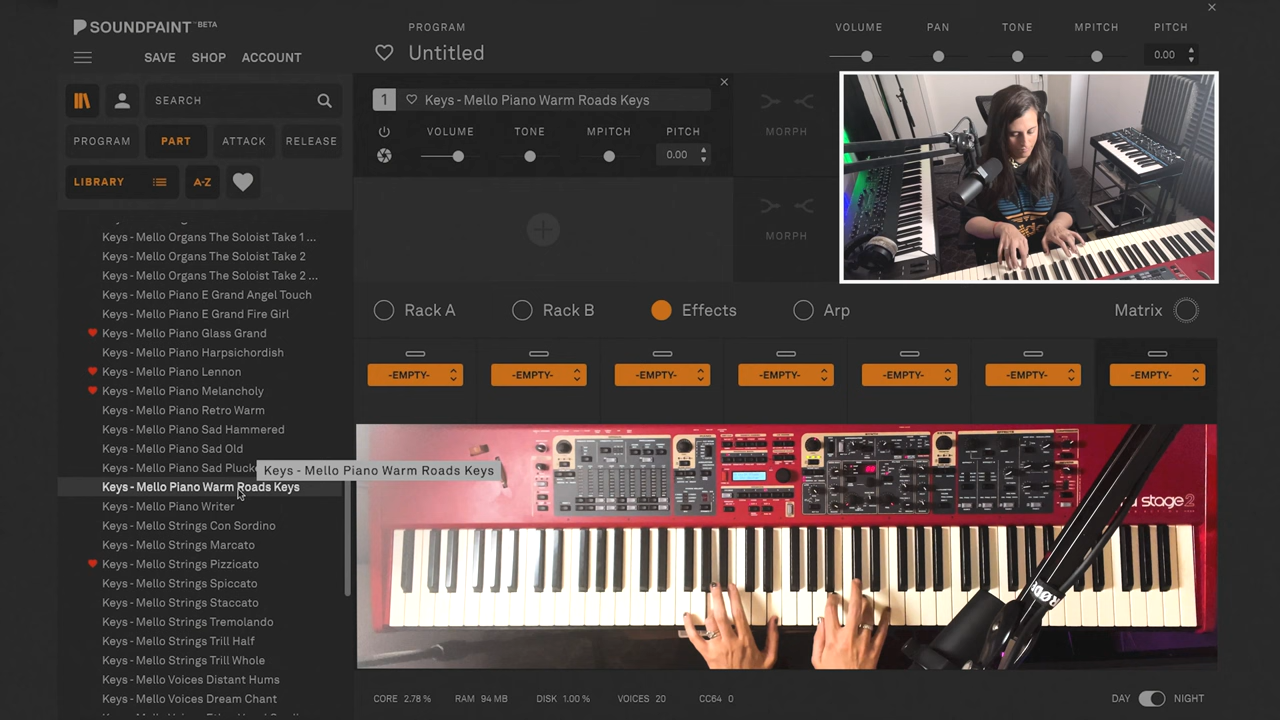 SOUNDPAINT BETA
SAVE SHOP ACCOUNT
PROGRAM
Untitled
VOLUME PAN TONE MPITCH PITCH
0.00
SEARCH
PROGRAM PART ATTACK RELEASE
LIBRARY A-Z
1 Keys - Mello Piano Warm Roads Keys
VOLUME TONE MPITCH PITCH
0.00
MORPH
MORPH
Keys - Mello Organs The Soloist Take 1 ...
Keys - Mello Organs The Soloist Take 2
Keys - Mello Organs The Soloist Take 2 ...
Keys - Mello Piano E Grand Angel Touch
Keys - Mello Piano E Grand Fire Girl
Keys - Mello Piano Glass Grand
Keys - Mello Piano Harpsichordish
Keys - Mello Piano Lennon
Keys - Mello Piano Melancholy
Keys - Mello Piano Retro Warm
Keys - Mello Piano Sad Hammered
Keys - Mello Piano Sad Old
Keys - Mello Piano Sad Plucke
Keys - Mello Piano Warm Roads Keys
Keys - Mello Piano Warm Roads Keys
Keys - Mello Piano Writer
Keys - Mello Strings Con Sordino
Keys - Mello Strings Marcato
Keys - Mello Strings Pizzicato
Keys - Mello Strings Spiccato
Keys - Mello Strings Staccato
Keys - Mello Strings Tremolando
Keys - Mello Strings Trill Half
Keys - Mello Strings Trill Whole
Keys - Mello Voices Distant Hums
Keys - Mello Voices Dream Chant
Rack A Rack B Effects Arp Matrix
-EMPTY- -EMPTY- -EMPTY- -EMPTY- -EMPTY- -EMPTY- -EMPTY-
stage2
RØDE
CORE 2.78 % RAM 94 MB DISK 1.00 % VOICES 20 CC64 0
DAY NIGHT